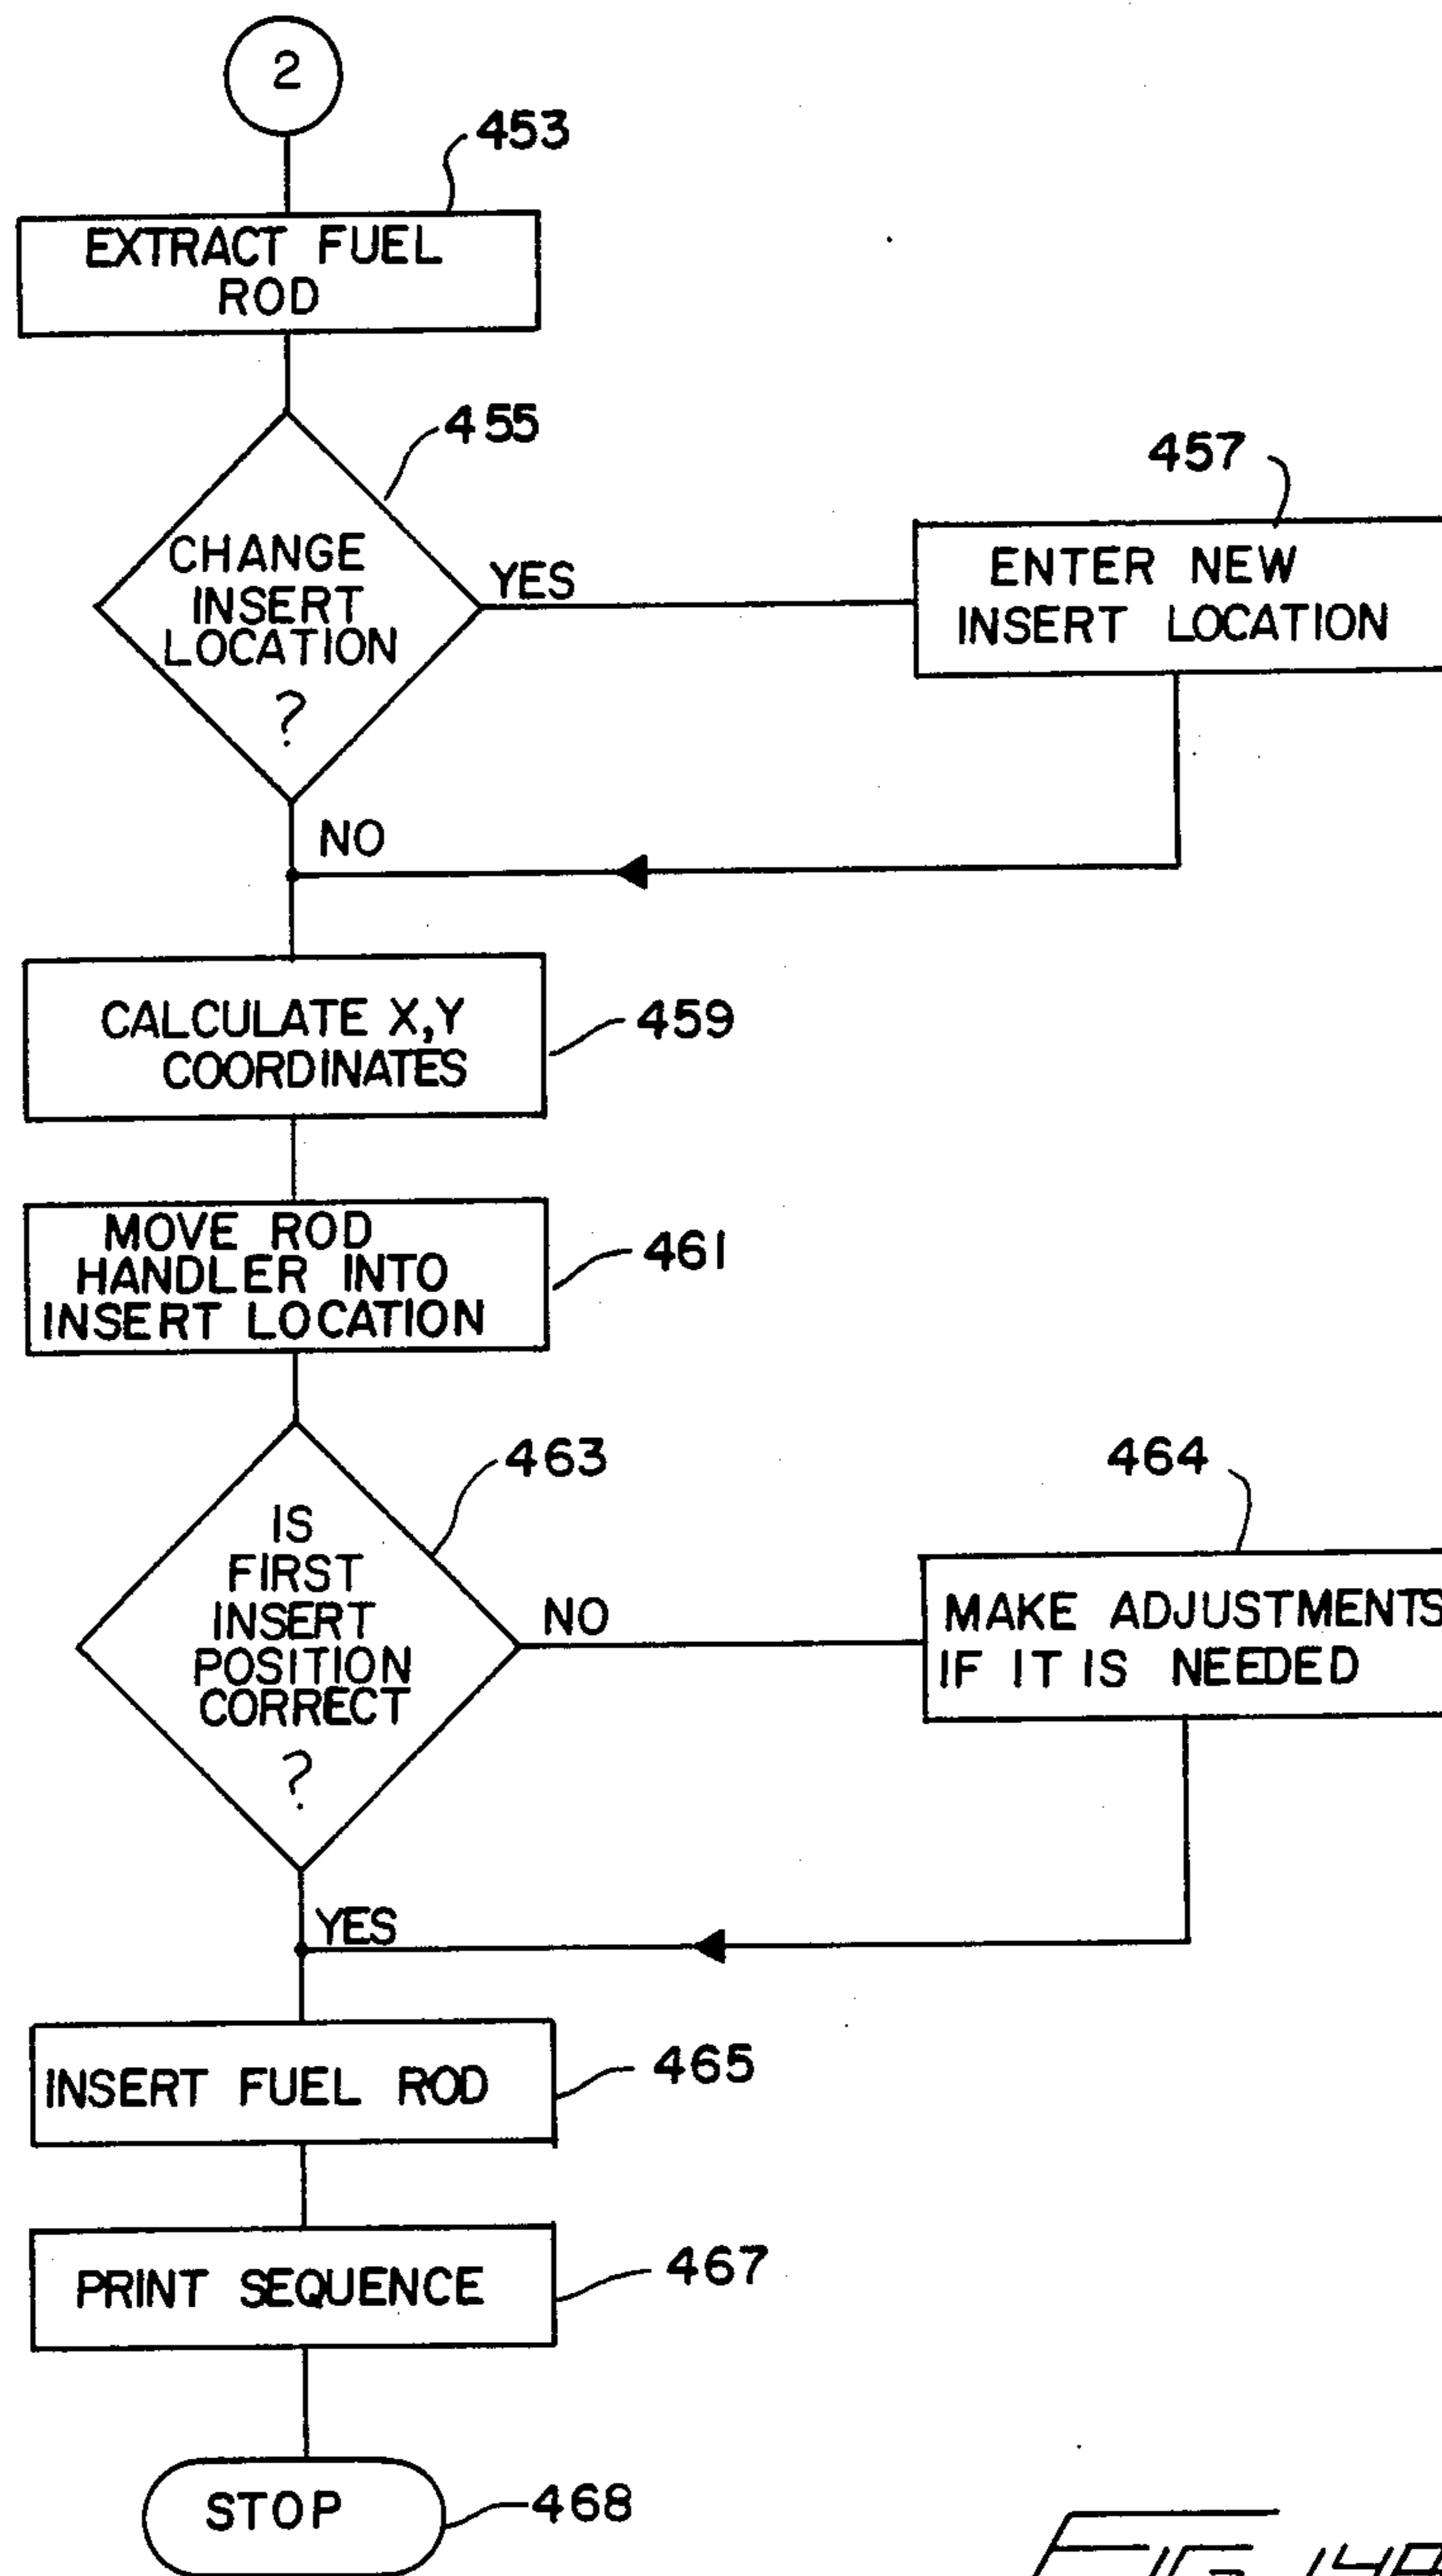 2
453
EXTRACT FUEL
ROD
455
CHANGE
INSERT
LOCATION
?
YES
457
ENTER NEW
INSERT LOCATION
NO
CALCULATE X,Y
COORDINATES
459
MOVE ROD
HANDLER INTO
INSERT LOCATION
461
463
IS
FIRST
INSERT
POSITION
CORRECT
?
NO
464
MAKE ADJUSTMENTS
IF IT IS NEEDED
YES
INSERT FUEL ROD
465
PRINT SEQUENCE
467
STOP
468
FIG.